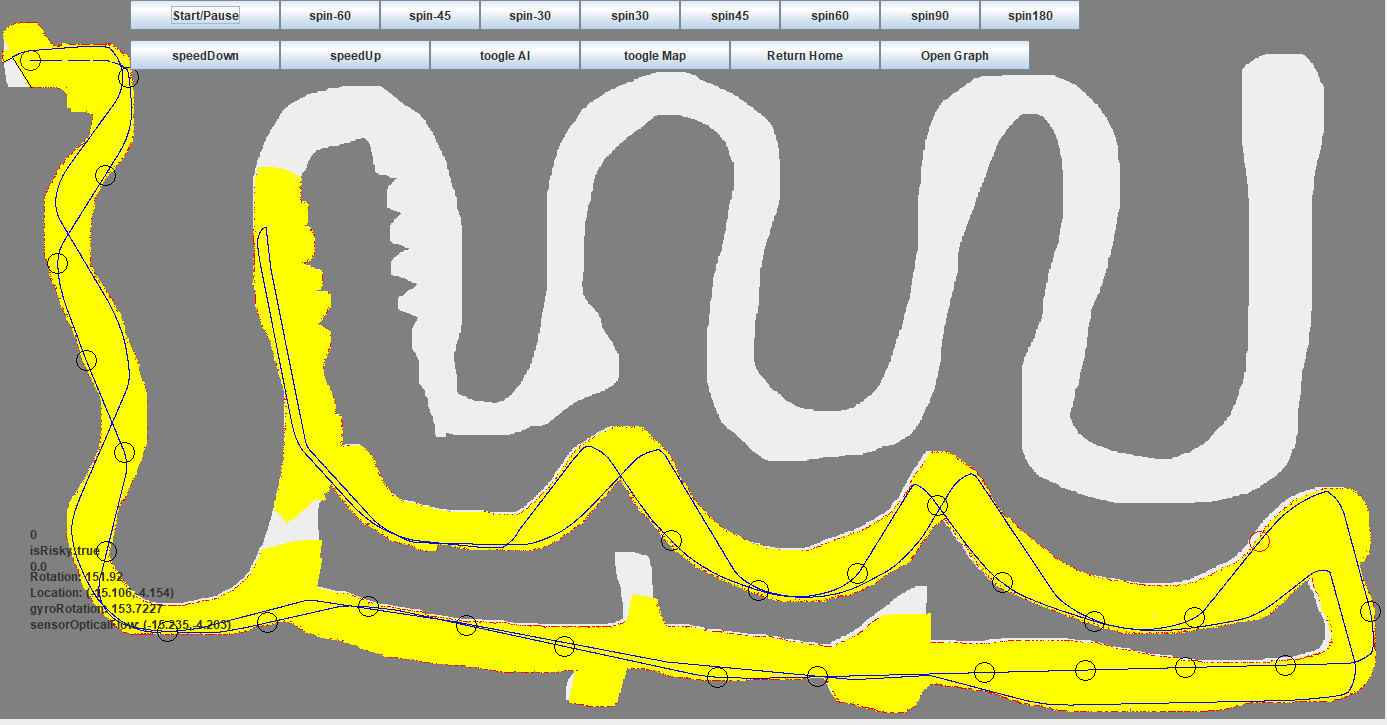 Start/Pause spin-60 spin-45 spin-30 spin30 spin45 spin60 spin90 spin180
speedDown speedUp toogle AI toogle Map Return Home Open Graph
0
isRisky:true
0.0
Rotation: 151.92
Location: (-15.106,-4.154)
gyroRotation: 153.7227
sensorOpticalFlow: (-15.235,-4.203)